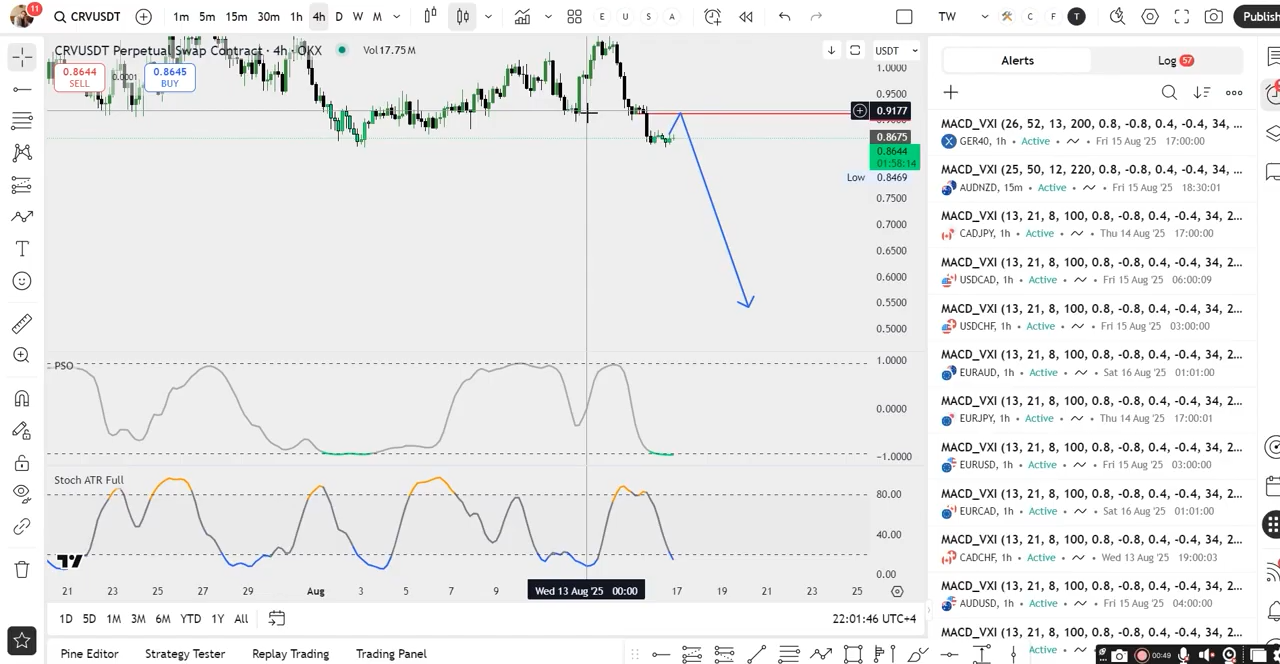 11
CRVUSDT
1m 5m 15m 30m 1h 4h D W M
E U S A
TW
C F T
Publish
CRVUSDT Perpetual Swap Contract · 4h · OKX Vol 17.75 M
0.8644
SELL
0.0001
0.8645
BUY
USDT
1.0000
0.9500
0.9177
0.8675
0.8644
01:58:14
Low 0.8469
0.7500
0.7000
0.6500
0.6000
0.5500
0.5000
PSO
1.0000
0.0000
−1.0000
Stoch ATR Full
80.00
40.00
0.00
21 23 25 27 29 Aug 3 5 7 9 Wed 13 Aug '25 00:00 17 19 21 23 25
1D 5D 1M 3M 6M YTD 1Y All
22:01:46 UTC+4
Pine Editor Strategy Tester Replay Trading Trading Panel
Alerts
Log 57
MACD_VXI (26, 52, 13, 200, 0.8, -0.8, 0.4, -0.4, 34, ...
GER40, 1h • Active • Fri 15 Aug '25 17:00:00
MACD_VXI (25, 50, 12, 220, 0.8, -0.8, 0.4, -0.4, 34, ...
AUDNZD, 15m • Active • Fri 15 Aug '25 18:30:01
MACD_VXI (13, 21, 8, 100, 0.8, -0.8, 0.4, -0.4, 34, 2...
CADJPY, 1h • Active • Thu 14 Aug '25 17:00:00
MACD_VXI (13, 21, 8, 100, 0.8, -0.8, 0.4, -0.4, 34, 2...
USDCAD, 1h • Active • Fri 15 Aug '25 06:00:09
MACD_VXI (13, 21, 8, 100, 0.8, -0.8, 0.4, -0.4, 34, 2...
USDCHF, 1h • Active • Fri 15 Aug '25 03:00:00
MACD_VXI (13, 21, 8, 100, 0.8, -0.8, 0.4, -0.4, 34, 2...
EURAUD, 1h • Active • Sat 16 Aug '25 01:01:00
MACD_VXI (13, 21, 8, 100, 0.8, -0.8, 0.4, -0.4, 34, 2...
EURJPY, 1h • Active • Thu 14 Aug '25 17:00:01
MACD_VXI (13, 21, 8, 100, 0.8, -0.8, 0.4, -0.4, 34, 2...
EURUSD, 1h • Active • Fri 15 Aug '25 03:00:00
MACD_VXI (13, 21, 8, 100, 0.8, -0.8, 0.4, -0.4, 34, 2...
EURCAD, 1h • Active • Sat 16 Aug '25 01:01:00
MACD_VXI (13, 21, 8, 100, 0.8, -0.8, 0.4, -0.4, 34, 2...
CADCHF, 1h • Active • Wed 13 Aug '25 19:00:03
MACD_VXI (13, 21, 8, 100, 0.8, -0.8, 0.4, -0.4, 34, 2...
AUDUSD, 1h • Active • Fri 15 Aug '25 04:00:00
MACD_VXI (13, 21, 8, 100, 0.8, -0.8, 0.4, -0.4, 34, 2...
Active
00:49